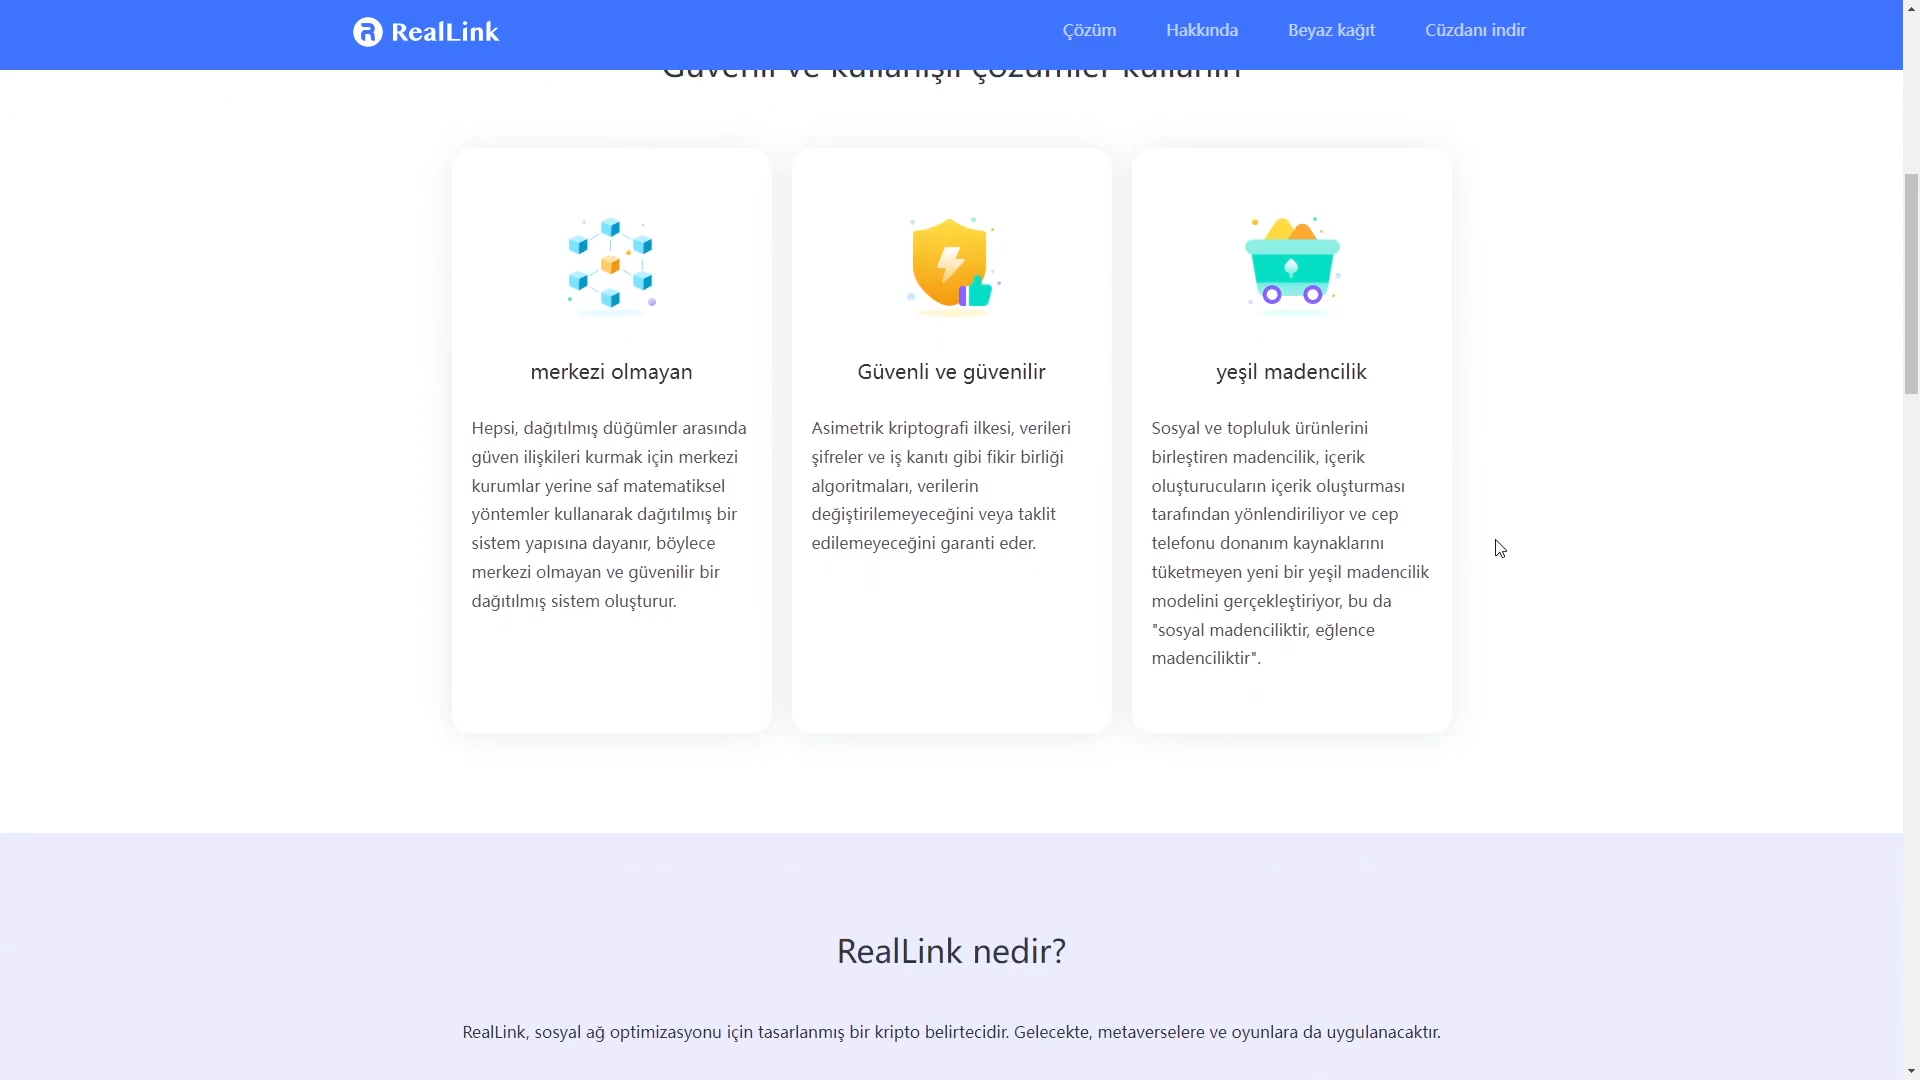 RealLink
Çözüm
Hakkında
Beyaz kağıt
Cüzdanı indir
Güvenli ve kullanışlı çözümler kullanın
merkezi olmayan
Hepsi, dağıtılmış düğümler arasında
güven ilişkileri kurmak için merkezi
kurumlar yerine saf matematiksel
yöntemler kullanarak dağıtılmış bir
sistem yapısına dayanır, böylece
merkezi olmayan ve güvenilir bir
dağıtılmış sistem oluşturur.
Güvenli ve güvenilir
Asimetrik kriptografi ilkesi, verileri
şifreler ve iş kanıtı gibi fikir birliği
algoritmaları, verilerin
değiştirilemeyeceğini veya taklit
edilemeyeceğini garanti eder.
yeşil madencilik
Sosyal ve topluluk ürünlerini
birleştiren madencilik, içerik
oluşturucuların içerik oluşturması
tarafından yönlendiriliyor ve cep
telefonu donanım kaynaklarını
tüketmeyen yeni bir yeşil madencilik
modelini gerçekleştiriyor, bu da
"sosyal madenciliktir, eğlence
madenciliktir".
RealLink nedir?
RealLink, sosyal ağ optimizasyonu için tasarlanmış bir kripto belirtecidir. Gelecekte, metaverselere ve oyunlara da uygulanacaktır.